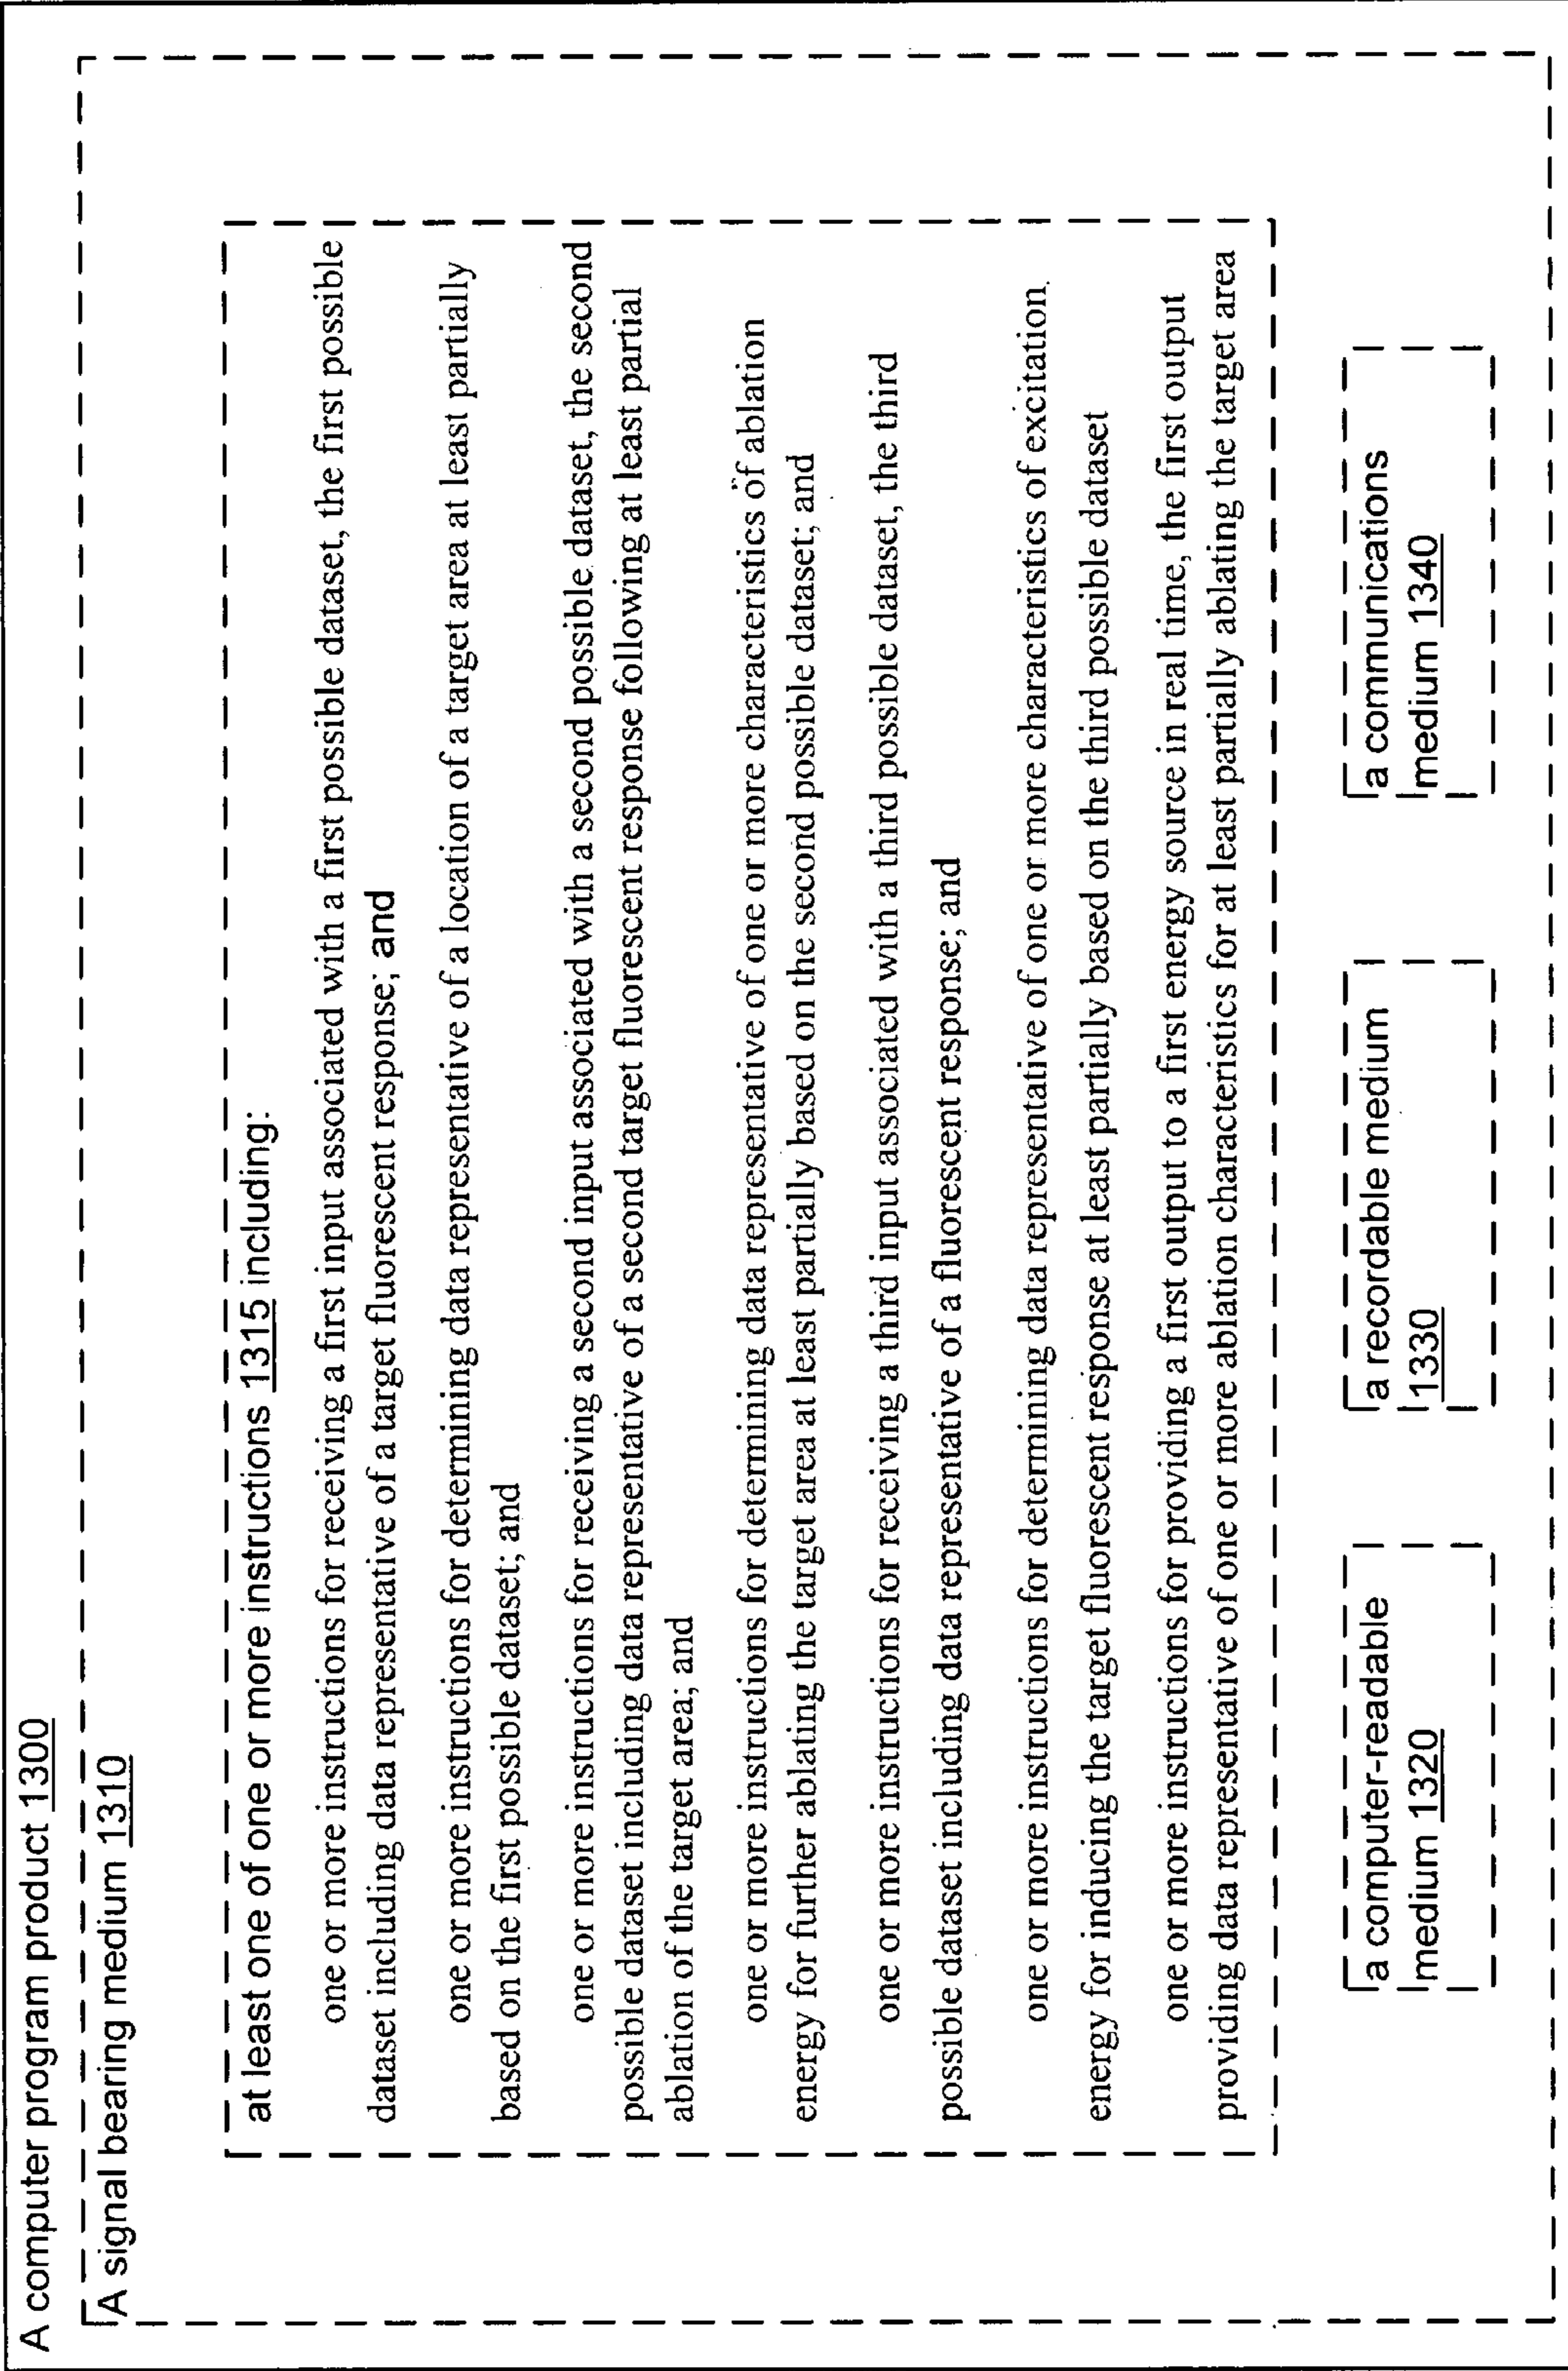 A computer program product 1300
A signal bearing medium 1310
at least one of one or more instructions 1315 including:
one or more instructions for receiving a first input associated with a first possible dataset, the first possible
dataset including data representative of a target fluorescent response; and
one or more instructions for determining data representative of a location of a target area at least partially
based on the first possible dataset; and
one or more instructions for receiving a second input associated with a second possible dataset, the second
possible dataset including data representative of a second target fluorescent response following at least partial
ablation of the target area; and
one or more instructions for determining data representative of one or more characteristics of ablation
energy for further ablating the target area at least partially based on the second possible dataset; and
one or more instructions for receiving a third input associated with a third possible dataset, the third
possible dataset including data representative of a fluorescent response; and
one or more instructions for determining data representative of one or more characteristics of excitation
energy for inducing the target fluorescent response at least partially based on the third possible dataset
one or more instructions for providing a first output to a first energy source in real time, the first output
providing data representative of one or more ablation characteristics for at least partially ablating the target area
a computer-readable
medium 1320
a recordable medium
1330
a communications
medium 1340